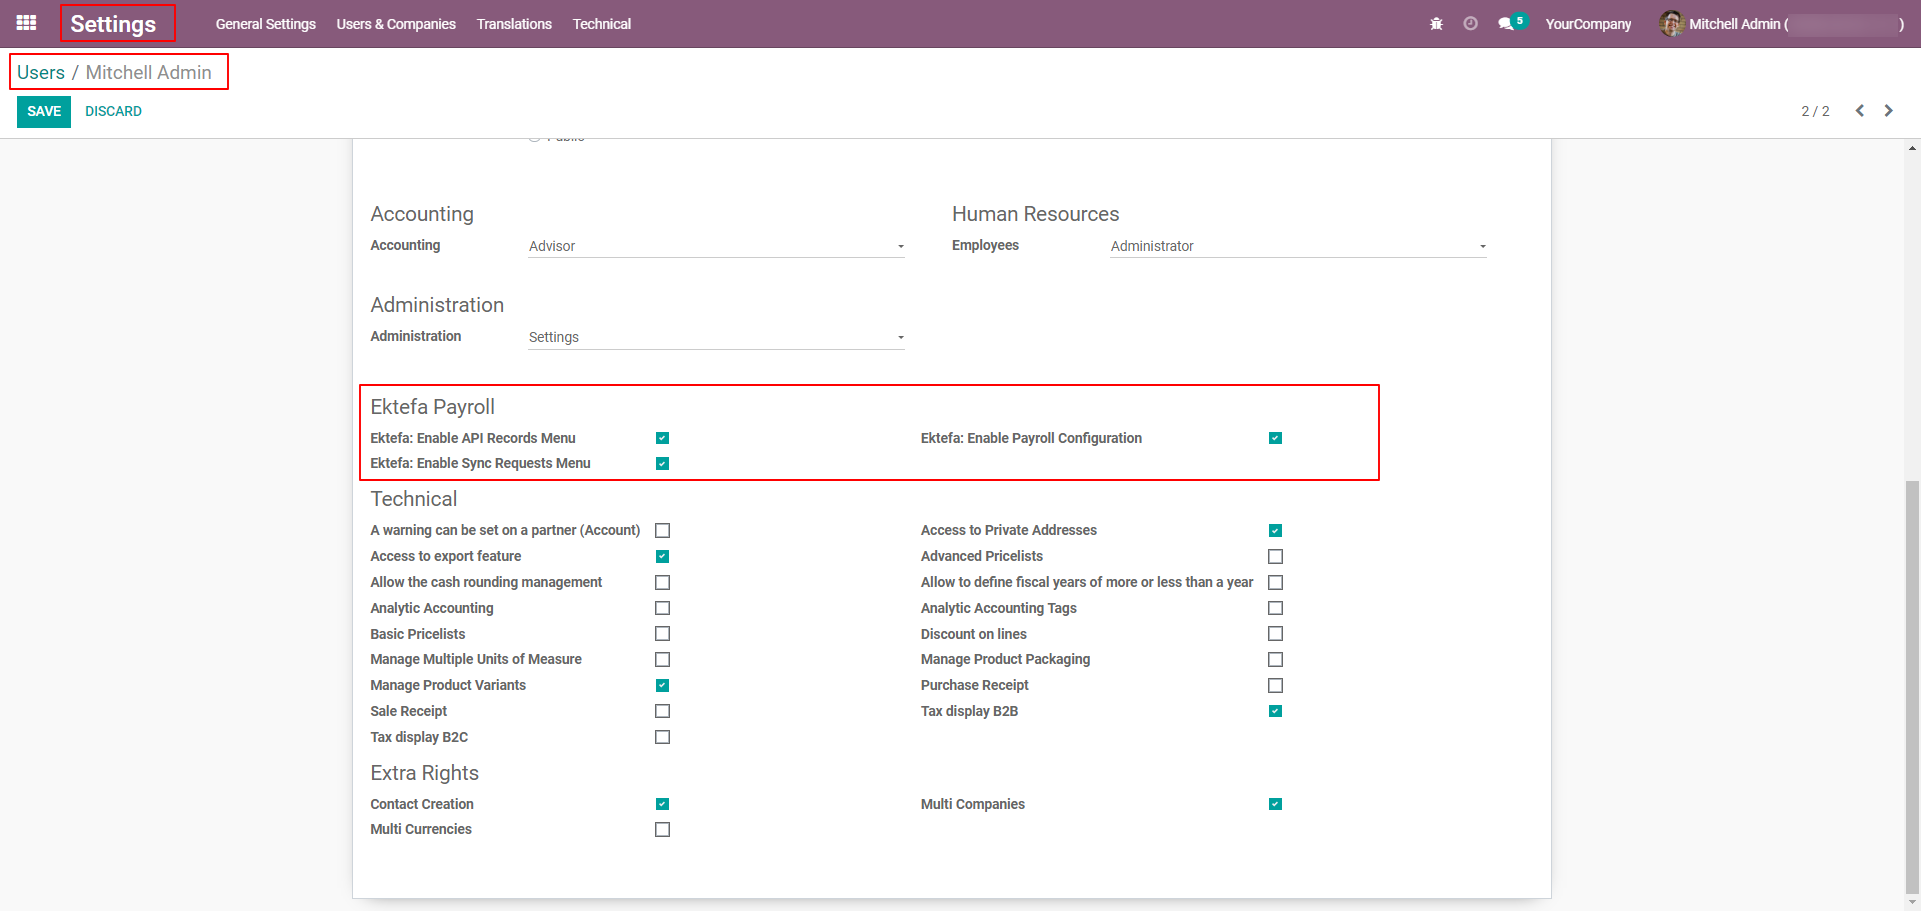 Settings General Settings Users & Companies Translations Technical 5 YourCompany Mitchell Admin ( )
Users / Mitchell Admin
SAVE DISCARD 2 / 2
Accounting
Accounting Advisor
Human Resources
Employees Administrator
Administration
Administration Settings
Ektefa Payroll
Ektefa: Enable API Records Menu Ektefa: Enable Payroll Configuration
Ektefa: Enable Sync Requests Menu
Technical
A warning can be set on a partner (Account) Access to Private Addresses
Access to export feature Advanced Pricelists
Allow the cash rounding management Allow to define fiscal years of more or less than a year
Analytic Accounting Analytic Accounting Tags
Basic Pricelists Discount on lines
Manage Multiple Units of Measure Manage Product Packaging
Manage Product Variants Purchase Receipt
Sale Receipt Tax display B2B
Tax display B2C
Extra Rights
Contact Creation Multi Companies
Multi Currencies